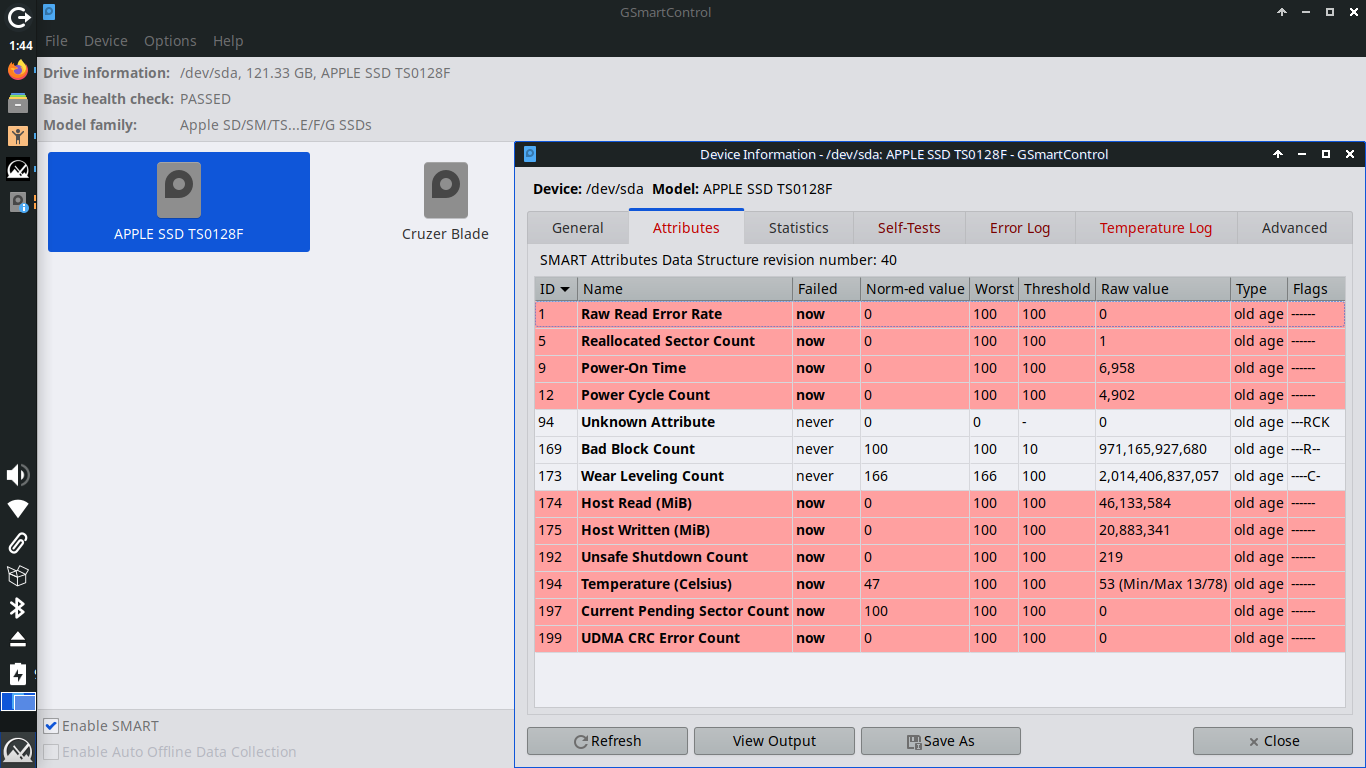 GSmartControl
1:44
File Device Options Help
Drive information: /dev/sda, 121.33 GB, APPLE SSD TS0128F
Basic health check: PASSED
Model family: Apple SD/SM/TS...E/F/G SSDs
APPLE SSD TS0128F
Cruzer Blade
Device Information - /dev/sda: APPLE SSD TS0128F - GSmartControl
Device: /dev/sda Model: APPLE SSD TS0128F
General Attributes Statistics Self-Tests Error Log Temperature Log Advanced
SMART Attributes Data Structure revision number: 40
ID Name Failed Norm-ed value Worst Threshold Raw value Type Flags
1 Raw Read Error Rate now 0 100 100 0 old age ------
5 Reallocated Sector Count now 0 100 100 1 old age ------
9 Power-On Time now 0 100 100 6,958 old age ------
12 Power Cycle Count now 0 100 100 4,902 old age ------
94 Unknown Attribute never 0 0 - 0 old age ---RCK
169 Bad Block Count never 100 100 10 971,165,927,680 old age ---R--
173 Wear Leveling Count never 166 166 100 2,014,406,837,057 old age ----C-
174 Host Read (MiB) now 0 100 100 46,133,584 old age ------
175 Host Written (MiB) now 0 100 100 20,883,341 old age ------
192 Unsafe Shutdown Count now 0 100 100 219 old age ------
194 Temperature (Celsius) now 47 100 100 53 (Min/Max 13/78) old age ------
197 Current Pending Sector Count now 100 100 100 0 old age ------
199 UDMA CRC Error Count now 0 100 100 0 old age ------
Enable SMART
Enable Auto Offline Data Collection
Refresh View Output Save As Close